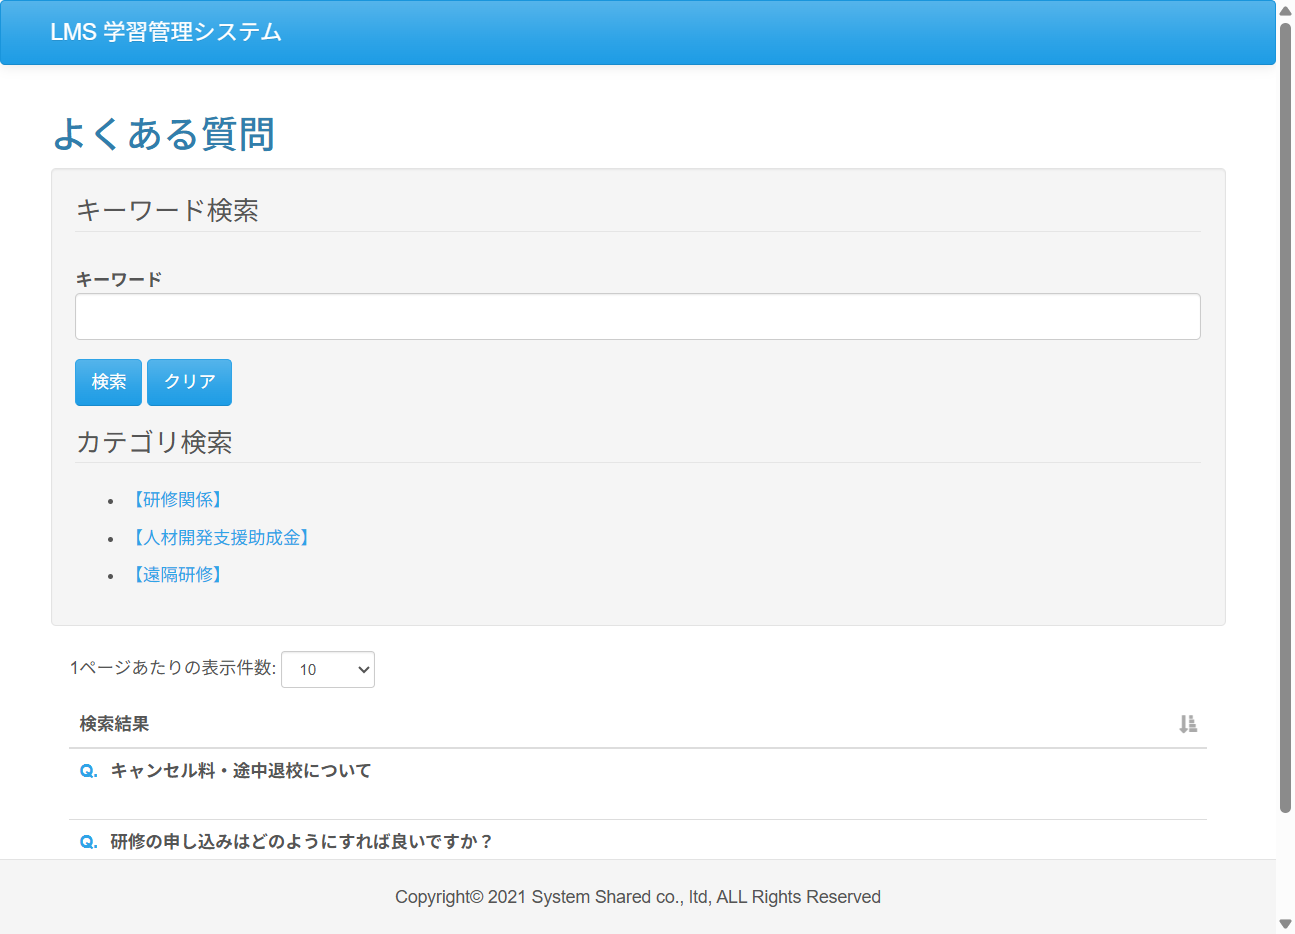 LMS 学習管理システム
よくある質問
キーワード検索
キーワード
検索 クリア
カテゴリ検索
【研修関係】
【人材開発支援助成金】
【遠隔研修】
1ページあたりの表示件数: 10
検索結果
Q. キャンセル料・途中退校について
Q. 研修の申し込みはどのようにすれば良いですか？
Copyright© 2021 System Shared co., ltd, ALL Rights Reserved